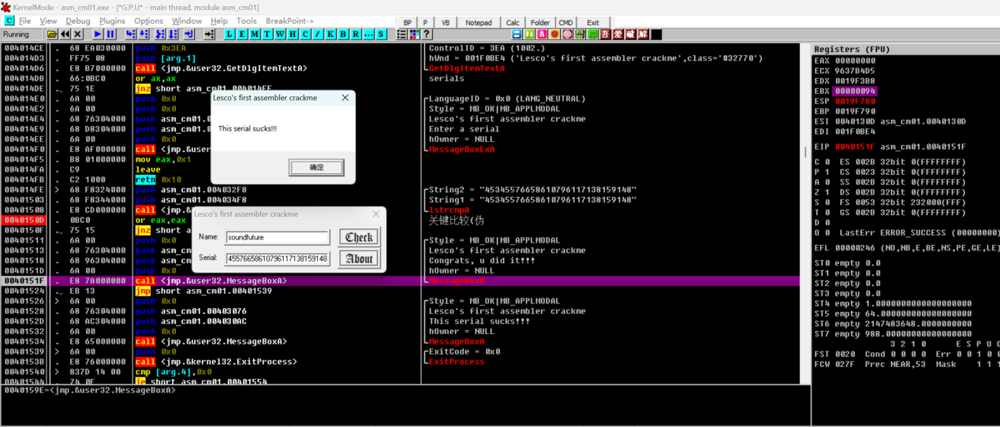 KernelMode - asm_cm01.exe - [*G.P.U* - main thread, module asm_cm01]
File View Debug Plugins Options Window Help Tools BreakPoint-> BP P VB Notepad Calc Folder CMD Exit
Running L E M T W H C / K B R ... S ? 吾 爱 破 解
004014CE . 68 EA030000 push 0x3EA ControlID = 3EA (1002.)
004014D3 . FF75 08 push [arg.1] hWnd = 001F0BE4 ('Lesco's first assembler crackme',class='#32770')
004014D6 . E8 B7000000 call <jmp.&user32.GetDlgItemTextA> GetDlgItemTextA
004014DB . 66:0BC0 or ax,ax serials
004014DE .. 75 1E jnz short asm_cm01.004014FE
004014E0 . 6A 00 push 0x0 LanguageID = 0x0 (LANG_NEUTRAL)
004014E2 . 6A 00 push 0x0 Style = MB_OK|MB_APPLMODAL
004014E4 . 68 76304000 push asm_cm01. Lesco's first assembler crackme
004014E9 . 68 D8304000 push asm_cm01. Enter a serial
004014EE . 6A 00 push 0x0 hOwner = NULL
004014F0 . E8 AF000000 call <jmp.&user MessageBoxExA
004014F5 . B8 01000000 mov eax,0x1
004014FA . C9 leave
004014FB . C2 1000 retn 0x10
004014FE > 68 F8324000 push asm_cm01.004032F8 String2 = "455766586107961171381591 48"
00401503 . 68 F8344000 push asm_cm01.004034F8
00401508 . E8 CD000000 call <jmp.& lstrcmpA
0040150D . 0BC0 or eax,eax 关键比较(伪
0040150F .. 75 15 jnz short a
00401511 . 6A 00 push 0x0 Style = MB_OK|MB_APPLMODAL
00401513 . 68 76304000 push asm_cm01 Lesco's first assembler crackme
00401518 . 68 96304000 push asm_cm01 Congrats, u did it!!!
0040151D . 6A 00 push 0x0 hOwner = NULL
0040151F . E8 7A000000 call <jmp.&user32.MessageBoxA> MessageBoxA
00401524 .. EB 13 jmp short asm_cm01.00401539
00401526 > 6A 00 push 0x0 Style = MB_OK|MB_APPLMODAL
00401528 . 68 76304000 push asm_cm01.00403076 Lesco's first assembler crackme
0040152D . 68 AC304000 push asm_cm01.004030AC This serial sucks!!!
00401532 . 6A 00 push 0x0 hOwner = NULL
00401534 . E8 65000000 call <jmp.&user32.MessageBoxA> MessageBoxA
00401539 > 6A 00 push 0x0 ExitCode = 0x0
0040153B . E8 76000000 call <jmp.&kernel32.ExitProcess> ExitProcess
00401540 > 837D 14 00 cmp [arg.4],0x0
00401544 .. 74 0E je short asm_cm01.00401554
0040159E=<jmp.&user32.MessageBoxA>
Lesco's first assembler crackme
This serial sucks!!!
确定
Lesco's first assembler crackme
Name: soundfuture Check
Serial: 45576658610796117138159148 About
Registers (FPU)
EAX 00000000
ECX 9637B4D5
EDX 0019F3B8
EBX 00000094
ESP 0019F780
EBP 0019F790
ESI 0040130D asm_cm01.0040130D
EDI 001F0BE4
EIP 0040151F asm_cm01.0040151F
C 0 ES 002B 32bit 0(FFFFFFFF)
P 1 CS 0023 32bit 0(FFFFFFFF)
A 0 SS 002B 32bit 0(FFFFFFFF)
Z 1 DS 002B 32bit 0(FFFFFFFF)
S 0 FS 0053 32bit 232000(FFF)
T 0 GS 002B 32bit 0(FFFFFFFF)
D 0
O 0 LastErr ERROR_SUCCESS (00000000)
EFL 00000246 (NO,NB,E,BE,NS,PE,GE,LE)
ST0 empty 0.0
ST1 empty 0.0
ST2 empty 0.0
ST3 empty 0.0
ST4 empty 1.0000000000000000000
ST5 empty 64.000000000000000000
ST6 empty 2147483648.0000000000
ST7 empty 988.00000000000000000
3 2 1 0 E S P U O
FST 0020 Cond 0 0 0 0 Err 0 0 1 0 0
FCW 027F Prec NEAR,53 Mask 1 1 1